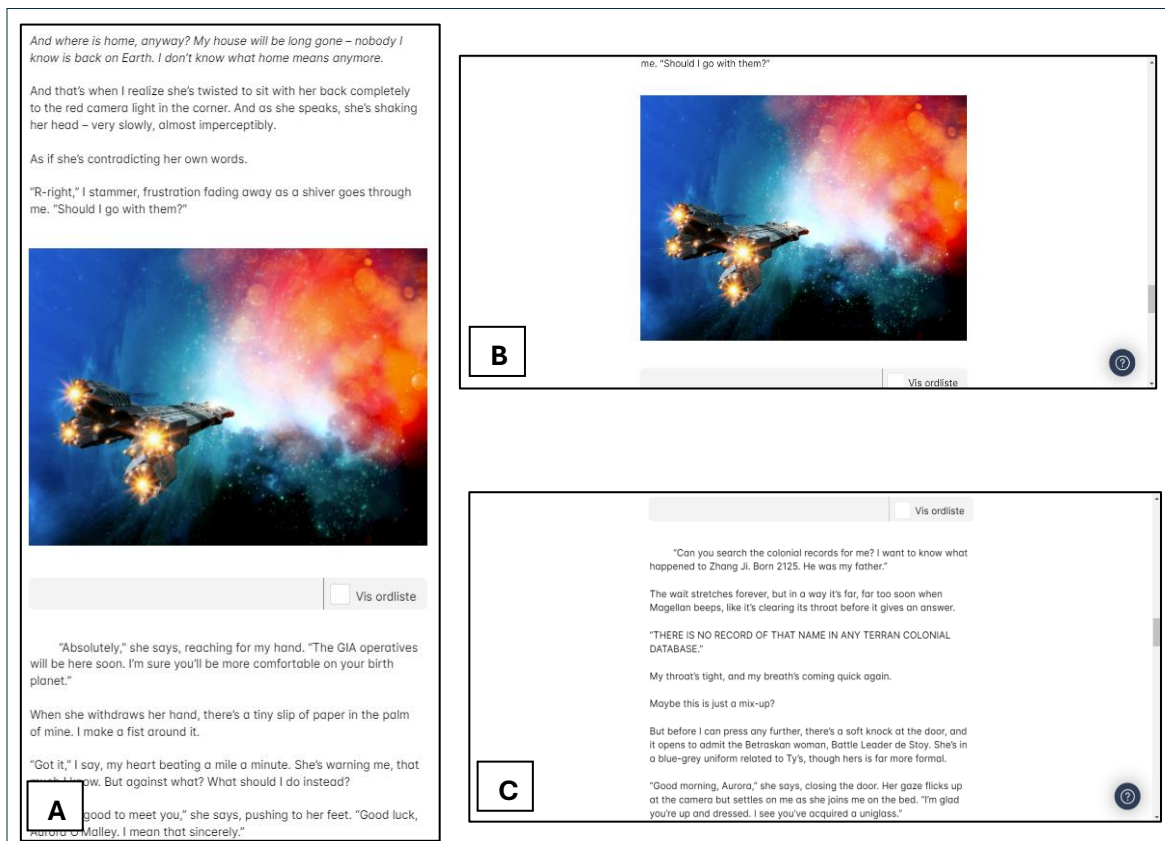 And where is home, anyway? My house will be long gone – nobody I
know is back on Earth. I don’t know what home means anymore.
And that’s when I realize she’s twisted to sit with her back completely
to the red camera light in the corner. And as she speaks, she’s shaking
her head – very slowly, almost imperceptibly.
As if she’s contradicting her own words.
“R-right,” I stammer, frustration fading away as a shiver goes through
me. “Should I go with them?”
Vis ordliste
“Absolutely,” she says, reaching for my hand. “The GIA operatives
will be here soon. I’m sure you’ll be more comfortable on your birth
planet.”
When she withdraws her hand, there’s a tiny slip of paper in the palm
of mine. I make a fist around it.
“Got it,” I say, my heart beating a mile a minute. She’s warning me, that
much I know. But against what? What should I do instead?
good to meet you,” she says, pushing to her feet. “Good luck,
Aurora O’Malley. I mean that sincerely.”
A
me. “Should I go with them?”
B
Vis ordliste
Vis ordliste
“Can you search the colonial records for me? I want to know what
happened to Zhang Ji. Born 2125. He was my father.”
The wait stretches forever, but in a way it’s far, far too soon when
Magellan beeps, like it’s clearing its throat before it gives an answer.
“THERE IS NO RECORD OF THAT NAME IN ANY TERRAN COLONIAL
DATABASE.”
My throat’s tight, and my breath’s coming quick again.
Maybe this is just a mix-up?
But before I can press any further, there’s a soft knock at the door, and
it opens to admit the Betraskan woman, Battle Leader de Stoy. She’s in
a blue-grey uniform related to Ty’s, though hers is far more formal.
“Good morning, Aurora,” she says, closing the door. Her gaze flicks up
at the camera but settles on me as she joins me on the bed. “I’m glad
you’re up and dressed. I see you’ve acquired a uniglass.”
C